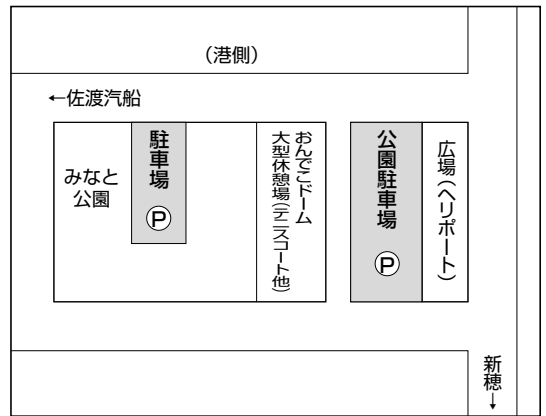 (港側)
←佐渡汽船
みなと
公園
駐車場
Ⓟ
おんでこドーム
大型休憩場(テニスコート他)
公園駐車場
Ⓟ
広場(ヘリポート)
新穂→